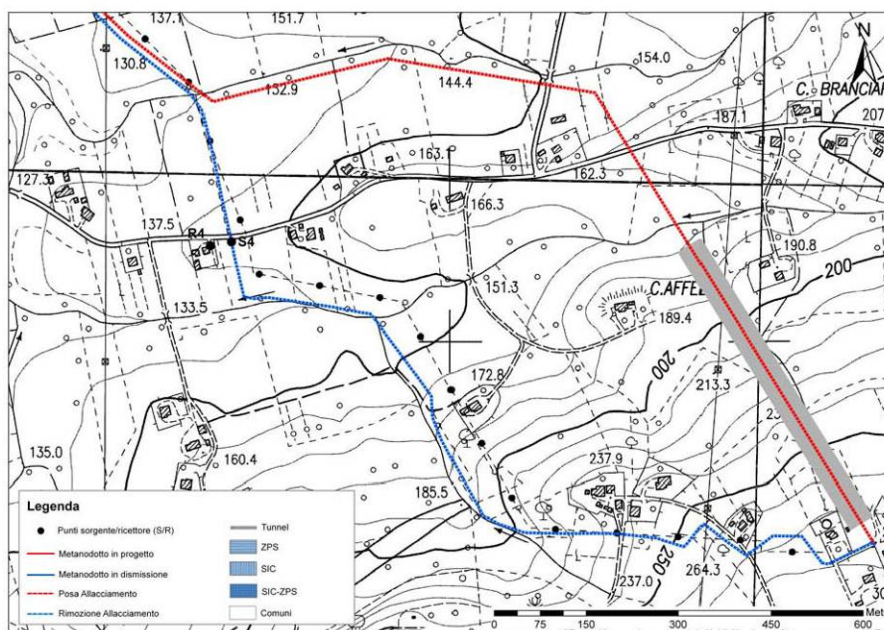 137.1
151.7
130.8
132.9
144.4
154.0
N
C. BRANCIAR
187.1
207
127.3
163.1
162.3
166.3
137.5
R4
S4
190.8
200
133.5
151.3
C.AFFE
189.4
200
172.8
213.3
135.0
160.4
185.5
237.9
250
237.0
264.3
Legenda
Punti sorgente/ricettore (S/R)
Metanodotto in progetto
Metanodotto in dismissione
Posa Allacciamento
Rimozione Allacciamento
Tunnel
ZPS
SIC
SIC-ZPS
Comuni
0 75 150 300 450 600